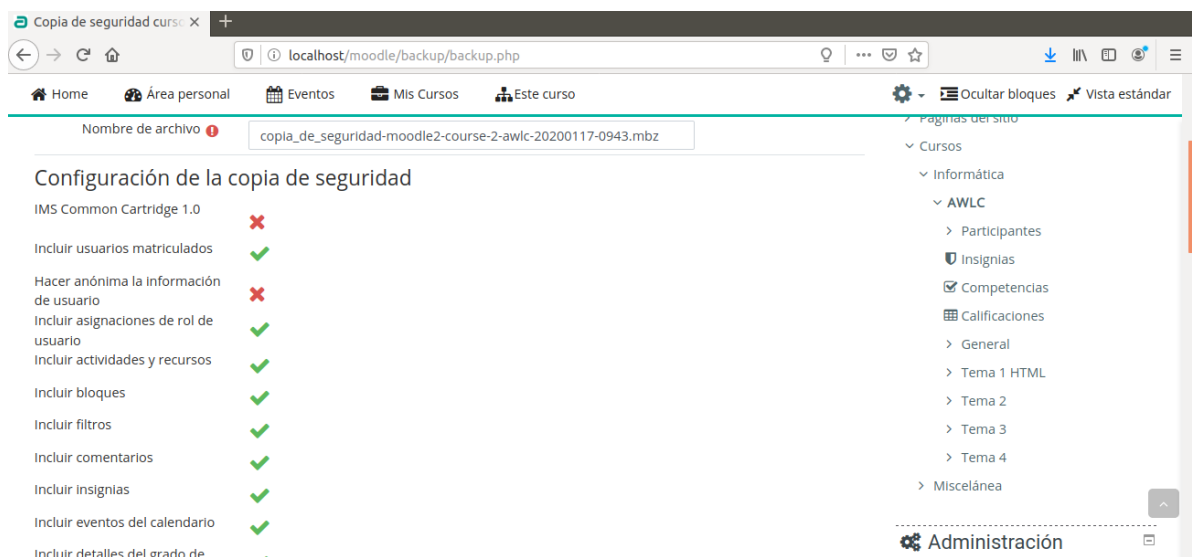 Copia de seguridad curso
localhost/moodle/backup/backup.php
Home
Área personal
Eventos
Mis Cursos
Este curso
Ocultar bloques
Vista estándar
Nombre de archivo
copia_de_seguridad-moodle2-course-2-awlc-20200117-0943.mbz
Configuración de la copia de seguridad
IMS Common Cartridge 1.0
Incluir usuarios matriculados
Hacer anónima la información
de usuario
Incluir asignaciones de rol de
usuario
Incluir actividades y recursos
Incluir bloques
Incluir filtros
Incluir comentarios
Incluir insignias
Incluir eventos del calendario
Incluir detalles del grado de
Páginas del sitio
Cursos
Informática
AWLC
Participantes
Insignias
Competencias
Calificaciones
General
Tema 1 HTML
Tema 2
Tema 3
Tema 4
Miscelánea
Administración